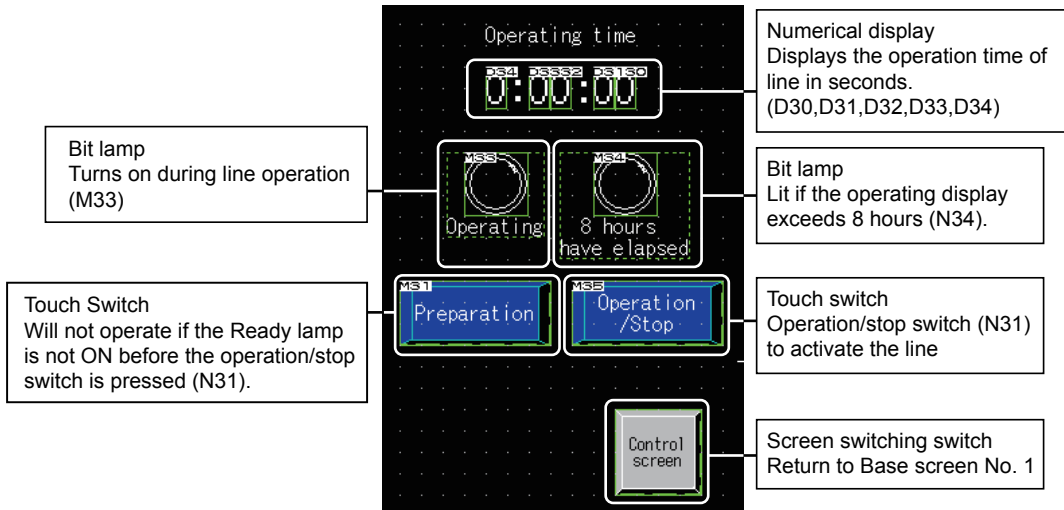 Operating time
DS4 DSSS2 DS1S0
0:00:00
Numerical display
Displays the operation time of
line in seconds.
(D30,D31,D32,D33,D34)
Bit lamp
Turns on during line operation
(M33)
M33
Operating
M34
8 hours
have elapsed
Bit lamp
Lit if the operating display
exceeds 8 hours (N34).
Touch Switch
Will not operate if the Ready lamp
is not ON before the operation/stop
switch is pressed (N31).
M31
Preparation
M35
Operation
/Stop
Touch switch
Operation/stop switch (N31)
to activate the line
Control
screen
Screen switching switch
Return to Base screen No. 1